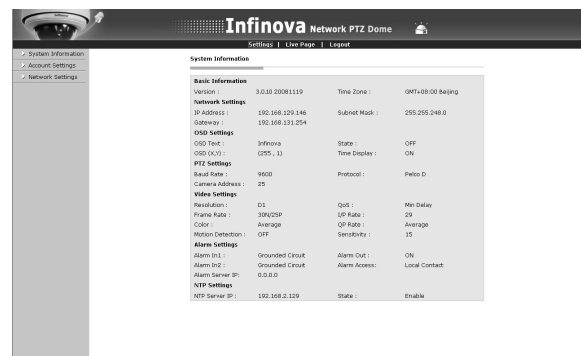 Infinova Network PTZ Dome
Settings | Live Page | Logout
System Information
Account Settings
Network Settings
System Information
Basic Information
Version : 3.0.10 20081119 Time Zone : GMT+08:00 Beijing
Network Settings
IP Address : 192.168.129.146 Subnet Mask : 255.255.248.0
Gateway : 192.168.131.254
OSD Settings
OSD Text : Infinova State : OFF
OSD (X,Y) : (255 , 1) Time Display : ON
PTZ Settings
Baud Rate : 9600 Protocol : Pelco D
Camera Address : 25
Video Settings
Resolution : D1 QoS : Min Delay
Frame Rate : 30N/25P I/P Rate : 29
Color : Average QP Rate : Average
Motion Detection : OFF Sensitivity : 15
Alarm Settings
Alarm In1 : Grounded Circuit Alarm Out : ON
Alarm In2 : Grounded Circuit Alarm Access: Local Contact
Alarm Server IP: 0.0.0.0
NTP Settings
NTP Server IP : 192.168.2.129 State : Enable